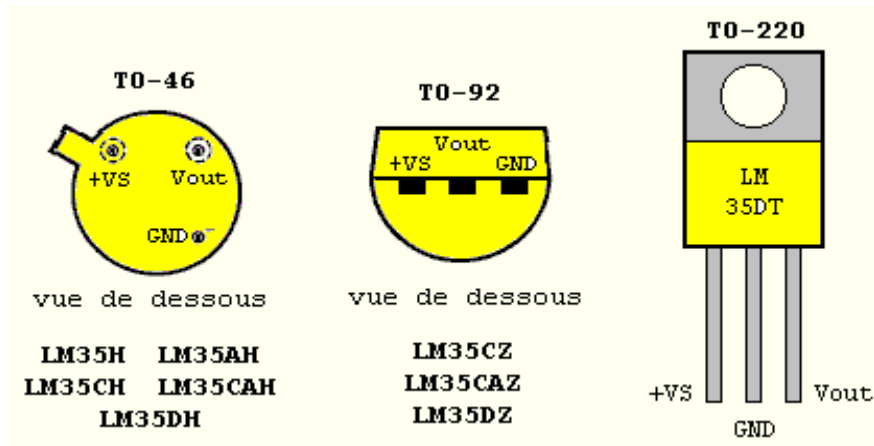 TO-46
+VS Vout
GND
vue de dessous
LM35H LM35AH
LM35CH LM35CAH
LM35DH
TO-92
Vout
+VS GND
vue de dessous
LM35CZ
LM35CAZ
LM35DZ
TO-220
LM
35DT
+VS Vout
GND